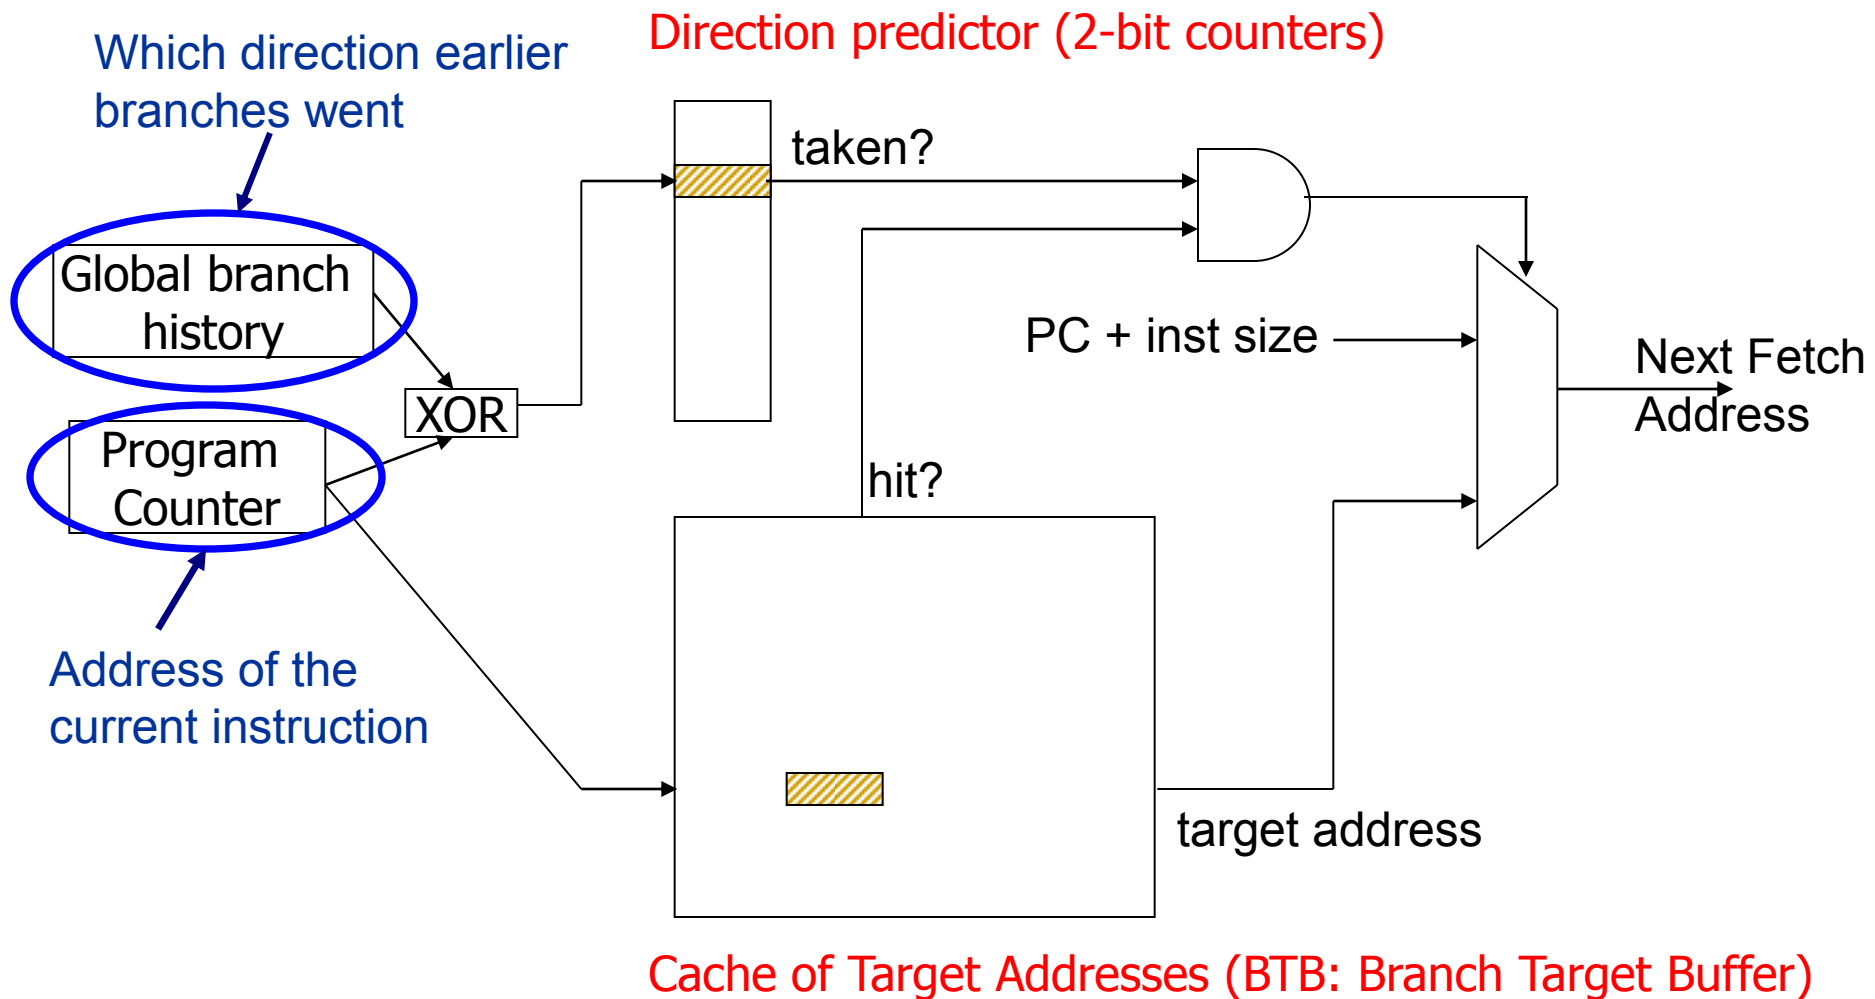 Direction predictor (2-bit counters)
Which direction earlier
branches went
taken?
Global branch
history
PC + inst size
Next Fetch
Address
XOR
Program
Counter
hit?
Address of the
current instruction
target address
Cache of Target Addresses (BTB: Branch Target Buffer)